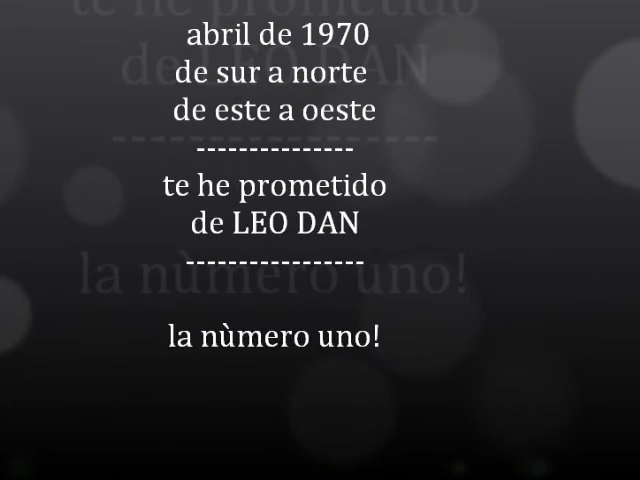 abril de 1970
de sur a norte
de este a oeste
---------------
te he prometido
de LEO DAN
-----------------
la nùmero uno!